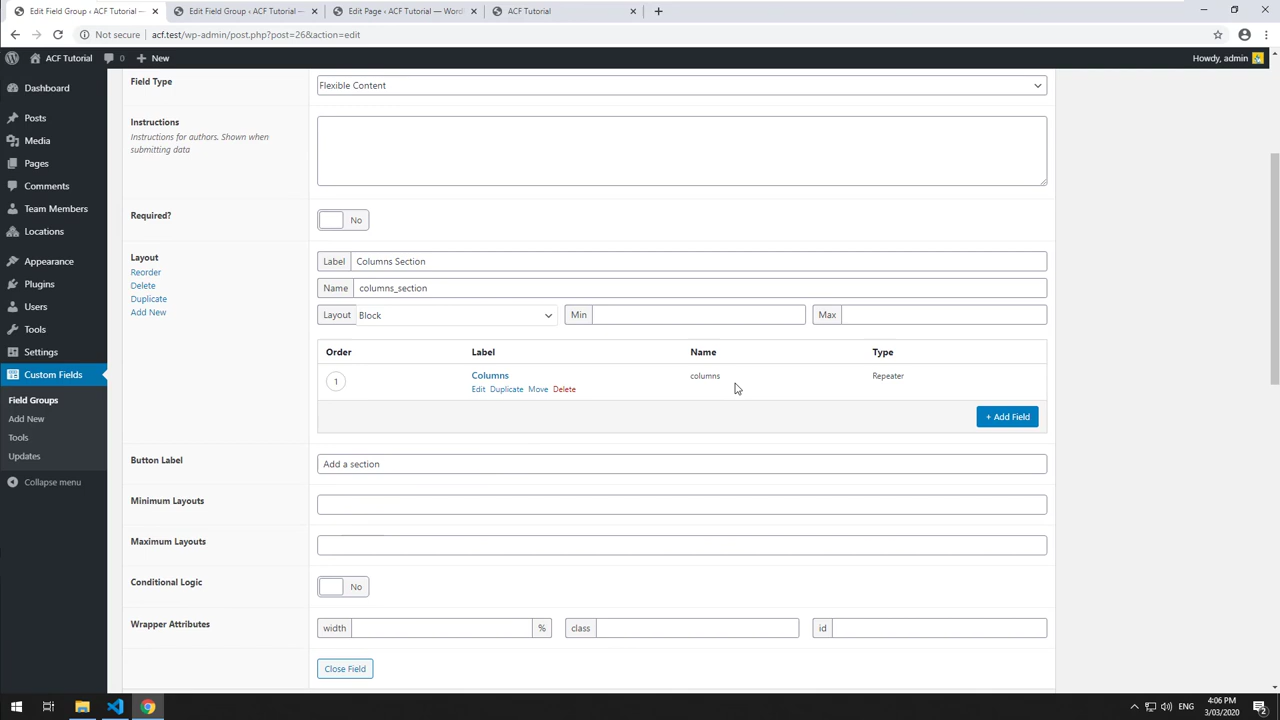 Edit Field Group ‹ ACF Tutorial —
Edit Field Group ‹ ACF Tutorial —
Edit Page ‹ ACF Tutorial — Word
ACF Tutorial
Not secure
acf.test/wp-admin/post.php?post=26&action=edit
ACF Tutorial
0
New
Howdy, admin
Dashboard
Posts
Media
Pages
Comments
Team Members
Locations
Appearance
Plugins
Users
Tools
Settings
Custom Fields
Field Groups
Add New
Tools
Updates
Collapse menu
Field Type
Flexible Content
Instructions
Instructions for authors. Shown when
submitting data
Required?
No
Layout
Reorder
Delete
Duplicate
Add New
Label
Columns Section
Name
columns_section
Layout
Block
Min
Max
Order
Label
Name
Type
1
Columns
columns
Repeater
Edit
Duplicate
Move
Delete
+ Add Field
Button Label
Add a section
Minimum Layouts
Maximum Layouts
Conditional Logic
No
Wrapper Attributes
width
%
class
id
Close Field
ENG
4:06 PM
3/03/2020
2